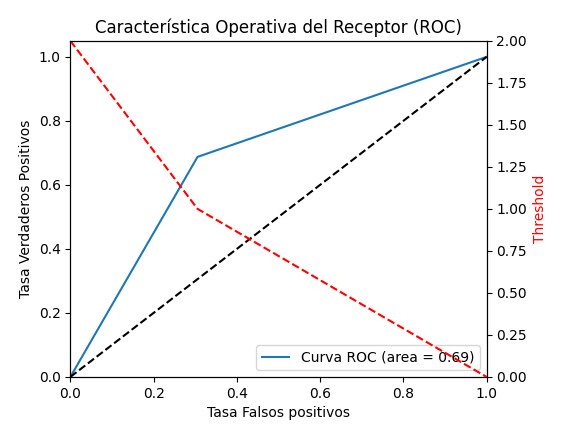 Característica Operativa del Receptor (ROC)
1.0
0.8
0.6
0.4
0.2
0.0
Tasa Verdaderos Positivos
2.00
1.75
1.50
1.25
1.00
0.75
0.50
0.25
0.00
Threshold
Curva ROC (area = 0.69)
0.0 0.2 0.4 0.6 0.8 1.0
Tasa Falsos positivos